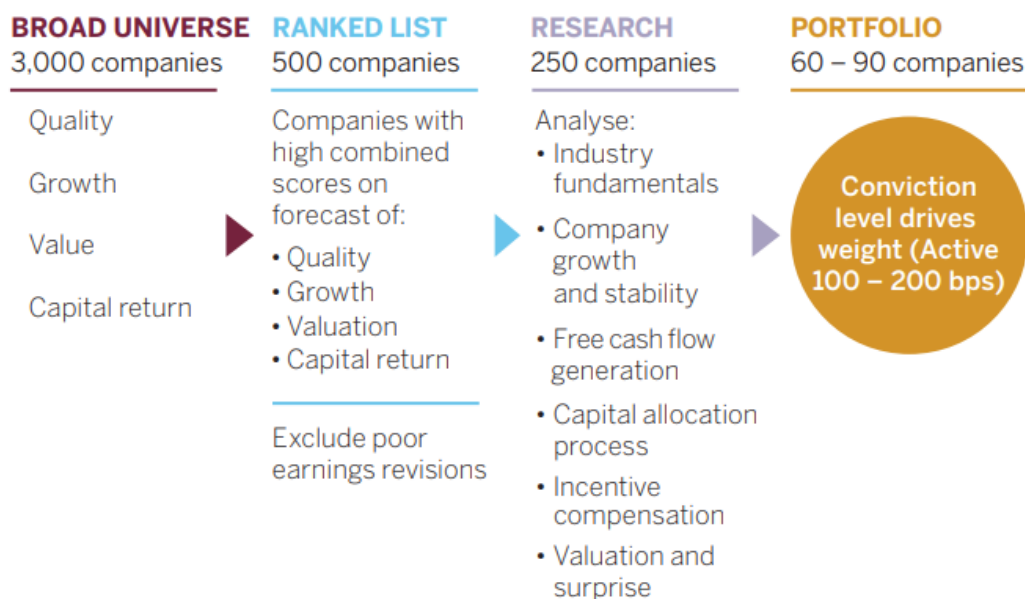 BROAD UNIVERSE
3,000 companies
Quality
Growth
Value
Capital return
RANKED LIST
500 companies
Companies with
high combined
scores on
forecast of:
• Quality
• Growth
• Valuation
• Capital return
Exclude poor
earnings revisions
RESEARCH
250 companies
Analyse:
• Industry
fundamentals
• Company
growth
and stability
• Free cash flow
generation
• Capital allocation
process
• Incentive
compensation
• Valuation and
surprise
PORTFOLIO
60 – 90 companies
Conviction
level drives
weight (Active
100 – 200 bps)